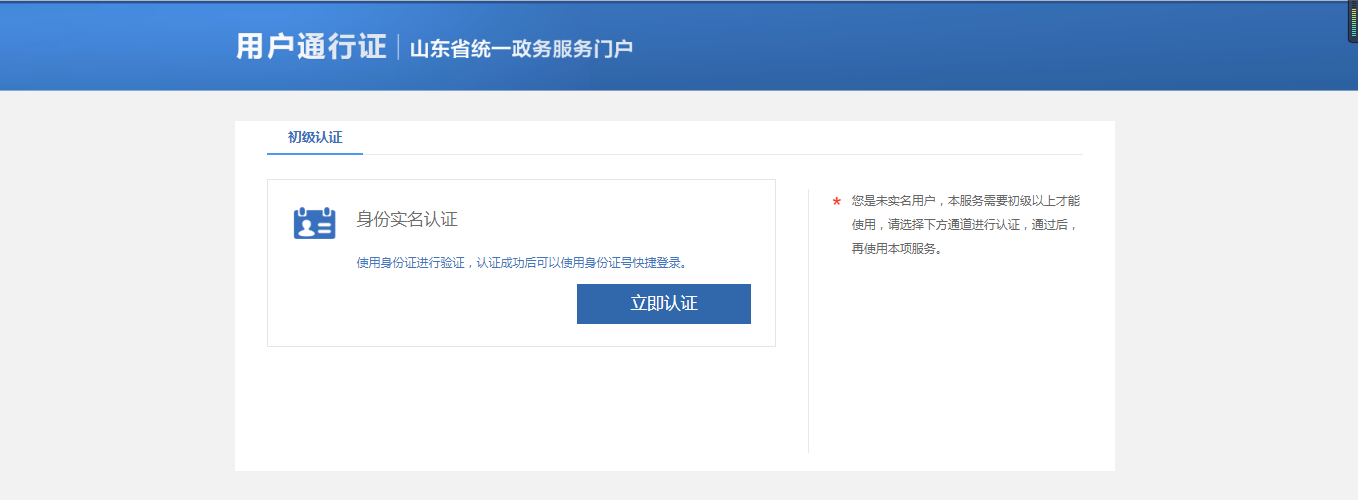 用户通行证 | 山东省统一政务服务门户
初级认证
身份实名认证
使用身份证进行验证，认证成功后可以使用身份证号快捷登录。
立即认证
* 您是未实名用户，本服务需要初级以上才能
使用，请选择下方通道进行认证，通过后，
再使用本项服务。